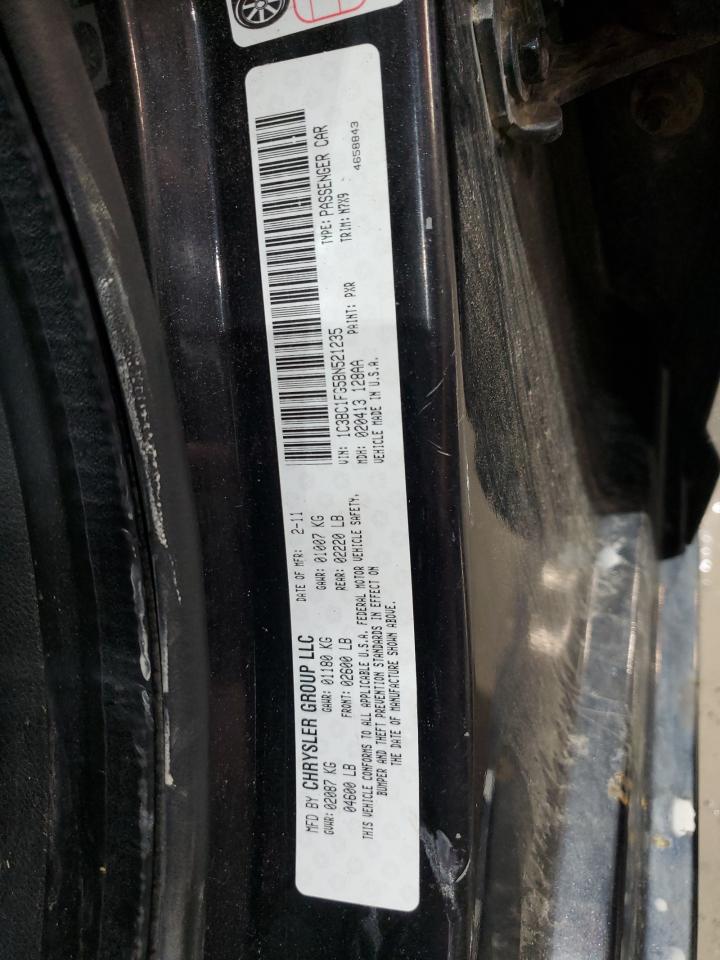 MFD BY CHRYSLER GROUP LLC
DATE OF MFR: 2-11
GVWR: 02087 KG
GAWR: 01180 KG
GAWR: 01007 KG
04600 LB
FRONT: 02600 LB
REAR: 02220 LB
THIS VEHICLE CONFORMS TO ALL APPLICABLE U.S.A. FEDERAL MOTOR VEHICLE SAFETY,
BUMPER AND THEFT PREVENTION STANDARDS IN EFFECT ON
THE DATE OF MANUFACTURE SHOWN ABOVE.
VIN: 1C3BC1FG5BN521235
TYPE: PASSENGER CAR
MDH: 020413 128AA
PAINT: PXR
TRIM: N7X9
VEHICLE MADE IN U.S.A.
4658843